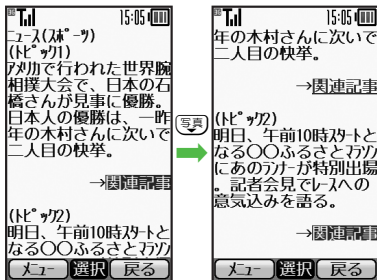 15:05
ﾆｭｰｽ(ｽﾎﾟｰﾂ)
(ﾄﾋﾟｯｸ1)
ｱﾒﾘｶで行われた世界腕
相撲大会で、日本の石
橋さんが見事に優勝。
日本人の優勝は、一昨
年の木村さんについで
二人目の快挙。
→関連記事
(ﾄﾋﾟｯｸ2)
明日、午前10時ｽﾀｰﾄと
なる〇〇ふるさとﾏﾗｿﾝ
ﾒﾆｭｰ 選択 戻る
写真
15:05
年の木村さんに次いで
二人目の快挙。
→関連記事
(ﾄﾋﾟｯｸ2)
明日、午前10時ｽﾀｰﾄと
なる〇〇ふるさとﾏﾗｿﾝ
にあのﾗﾝﾅｰが特別出場
。記者会見でﾚｰｽへの
意気込みを語る。
→関連記事
ﾒﾆｭｰ 選択 戻る